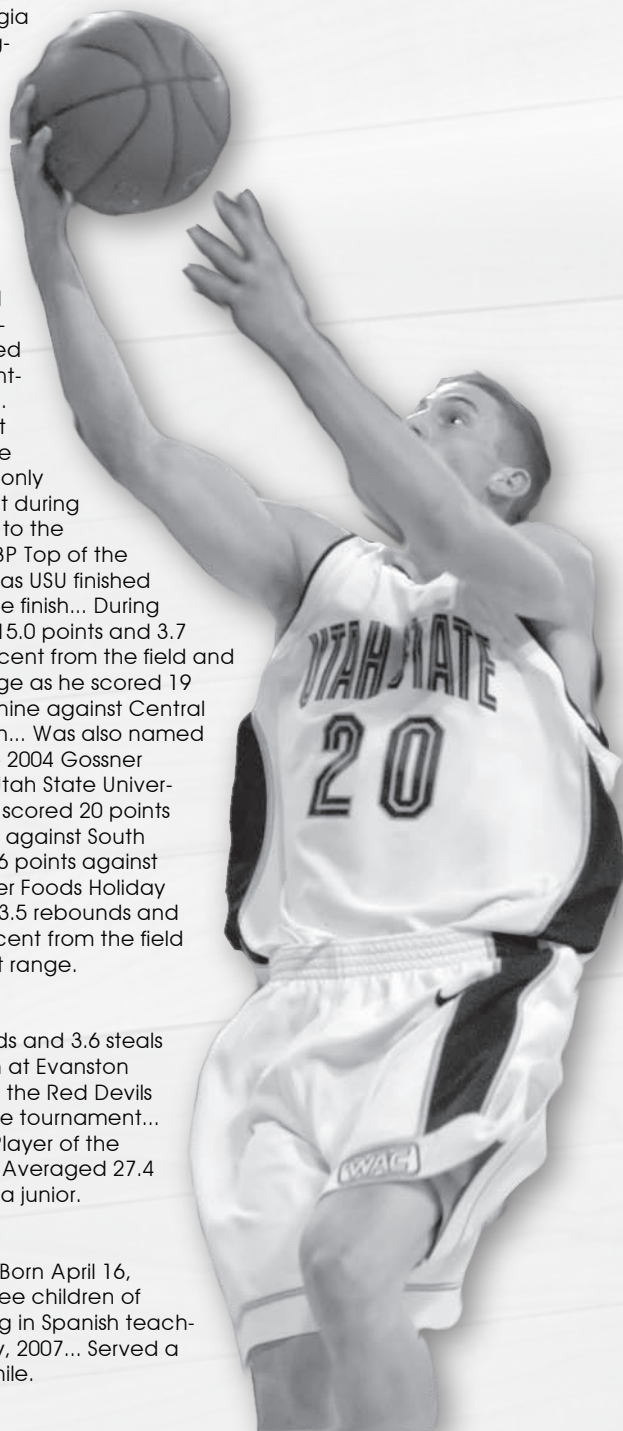 gia
g-
l
-
ed
nt-
.
t
e
only
t during
to the
BP Top of the
as USU finished
e finish... During
15.0 points and 3.7
cent from the field and
ge as he scored 19
nine against Central
n... Was also named
2004 Gossner
Utah State Univer-
scored 20 points
against South
6 points against
er Foods Holiday
3.5 rebounds and
cent from the field
t range.
ds and 3.6 steals
n at Evanston
the Red Devils
e tournament...
Player of the
Averaged 27.4
a junior.
Born April 16,
ee children of
g in Spanish teach-
y, 2007... Served a
hile.
UTAH STATE
20
WAC